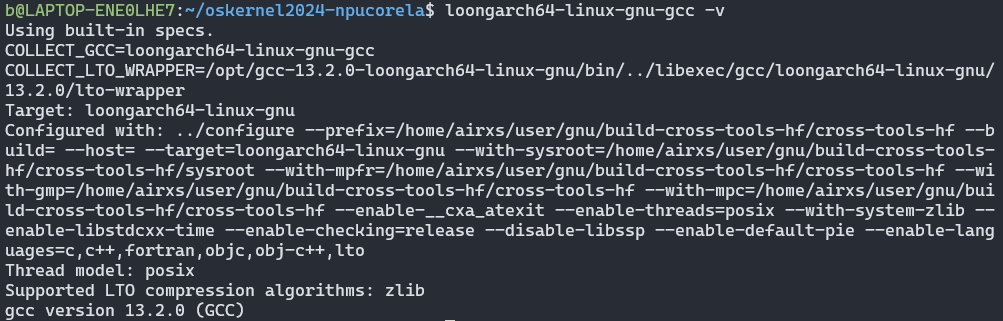 b@LAPTOP-ENE0LHE7:~/oskernel2024-npucorela$ loongarch64-linux-gnu-gcc -v
Using built-in specs.
COLLECT_GCC=loongarch64-linux-gnu-gcc
COLLECT_LTO_WRAPPER=/opt/gcc-13.2.0-loongarch64-linux-gnu/bin/../libexec/gcc/loongarch64-linux-gnu/
13.2.0/lto-wrapper
Target: loongarch64-linux-gnu
Configured with: ../configure --prefix=/home/airxs/user/gnu/build-cross-tools-hf/cross-tools-hf --b
uild= --host= --target=loongarch64-linux-gnu --with-sysroot=/home/airxs/user/gnu/build-cross-tools-
hf/cross-tools-hf/sysroot --with-mpfr=/home/airxs/user/gnu/build-cross-tools-hf/cross-tools-hf --wi
th-gmp=/home/airxs/user/gnu/build-cross-tools-hf/cross-tools-hf --with-mpc=/home/airxs/user/gnu/bui
ld-cross-tools-hf/cross-tools-hf --enable-__cxa_atexit --enable-threads=posix --with-system-zlib --
enable-libstdcxx-time --enable-checking=release --disable-libssp --enable-default-pie --enable-lang
uages=c,c++,fortran,objc,obj-c++,lto
Thread model: posix
Supported LTO compression algorithms: zlib
gcc version 13.2.0 (GCC)